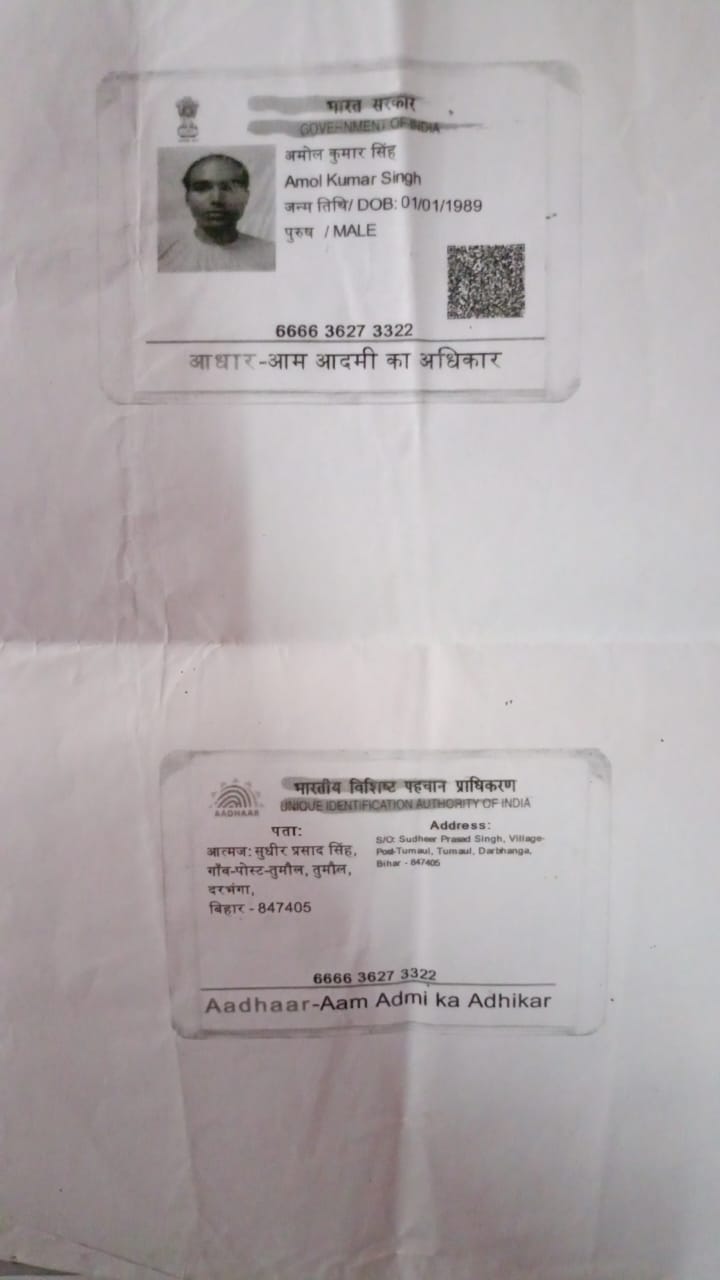 भारत सरकार
GOVERNMENT OF INDIA
अमोल कुमार सिंह
Amol Kumar Singh
जन्म तिथि/ DOB: 01/01/1989
पुरुष / MALE
6666 3627 3322
आधार-आम आदमी का अधिकार
AADHAAR
भारतीय विशिष्ट पहचान प्राधिकरण
UNIQUE IDENTIFICATION AUTHORITY OF INDIA
पता:
आत्मज: सुधीर प्रसाद सिंह,
गाँव-पोस्ट-तुमौल, तुमौल,
दरभंगा,
बिहार - 847405
Address:
S/O: Sudheer Prasad Singh, Village-
Post-Tumaul, Tumaul, Darbhanga,
Bihar - 847405
6666 3627 3322
Aadhaar-Aam Admi ka Adhikar